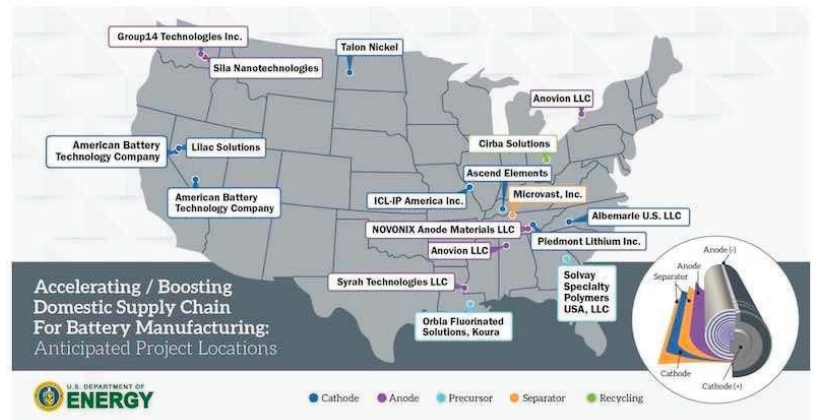 Group14 Technologies Inc.
Sila Nanotechnologies
Talon Nickel
Anovion LLC
American Battery
Technology Company
Lilac Solutions
Cirba Solutions
Ascend Elements
American Battery
Technology Company
ICL-IP America Inc.
Microvast, Inc.
Albemarle U.S. LLC
NOVONIX Anode Materials LLC
Piedmont Lithium Inc.
Anovion LLC
Syrah Technologies LLC
Solvay
Specialty
Polymers
USA, LLC
Orbia Fluorinated
Solutions, Koura
Accelerating / Boosting
Domestic Supply Chain
For Battery Manufacturing:
Anticipated Project Locations
Anode (-)
Anode
Separator
Cathode
Cathode (+)
U.S. DEPARTMENT OF
ENERGY
Cathode
Anode
Precursor
Separator
Recycling